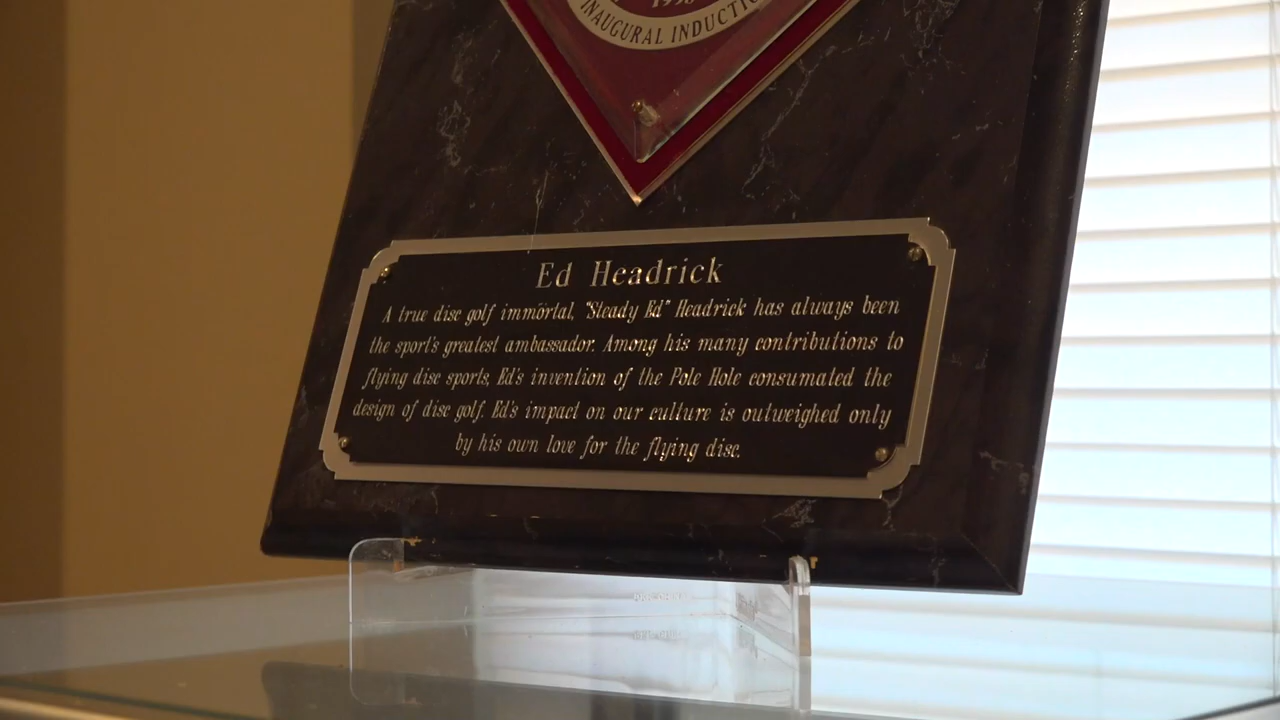 INAUGURAL INDUCTIO
Ed Headrick
A true disc golf immortal, "Steady Ed" Headrick has always been
the sport's greatest ambassador. Among his many contributions to
flying disc sports, Ed's invention of the Pole Hole consumated the
design of disc golf. Ed's impact on our culture is outweighed only
by his own love for the flying disc.